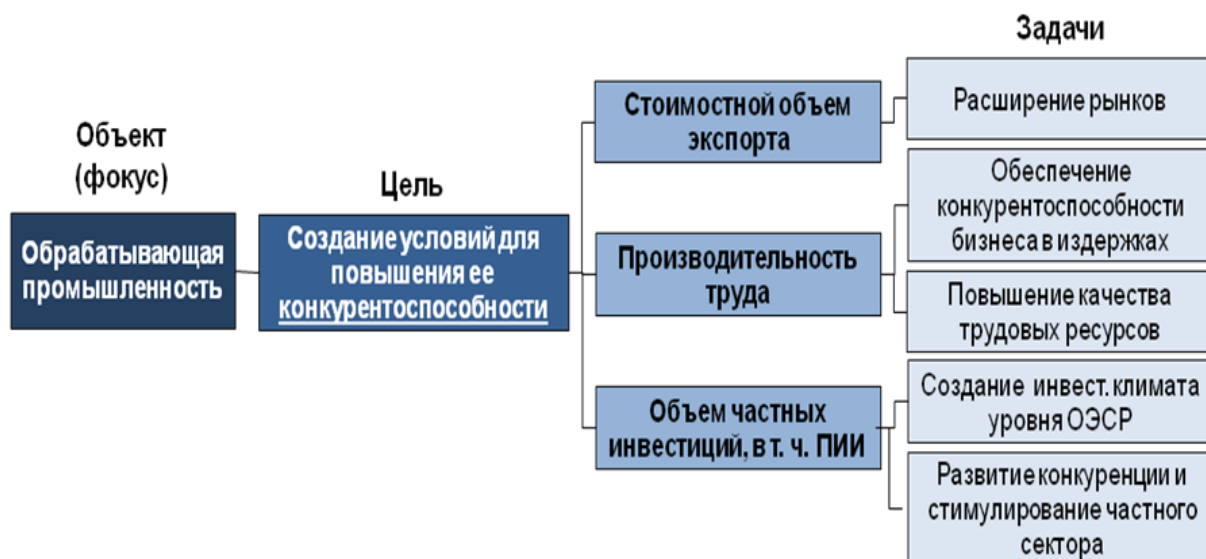 Объект
(фокус)
Обрабатывающая
промышленность
Цель
Создание условий для
повышения ее
конкурентоспособности
Стоимостной объем
экспорта
Производительность
труда
Объем частных
инвестиций, в т. ч. ПИИ
Задачи
Расширение рынков
Обеспечение
конкурентоспособности
бизнеса в издержках
Повышение качества
трудовых ресурсов
Создание инвест. климата
уровня ОЭСР
Развитие конкуренции и
стимулирование частного
сектора